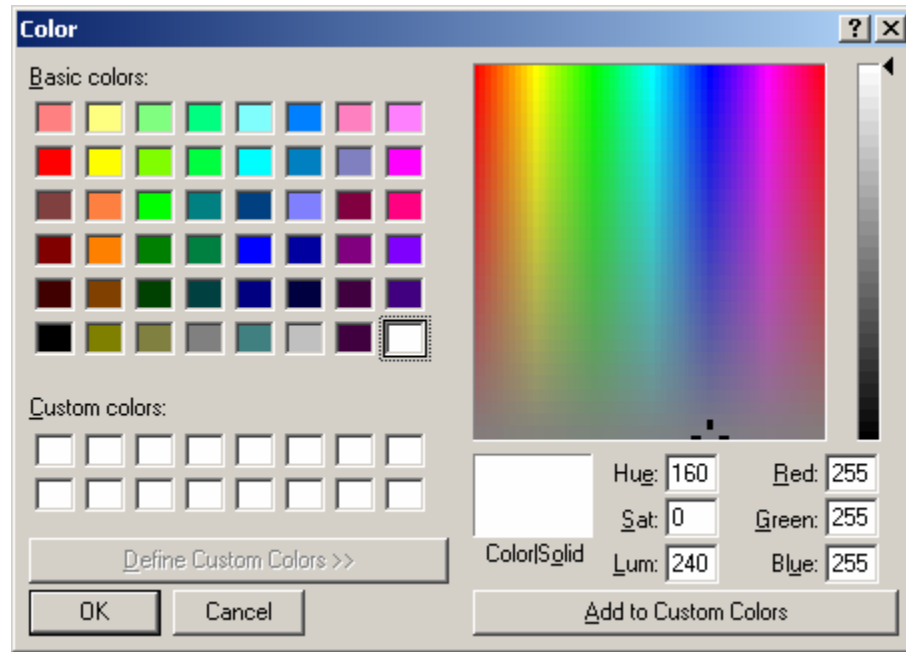 Color
Basic colors:
Custom colors:
Define Custom Colors >>
OK Cancel
Color|Solid
Hue: 160 Red: 255
Sat: 0 Green: 255
Lum: 240 Blue: 255
Add to Custom Colors